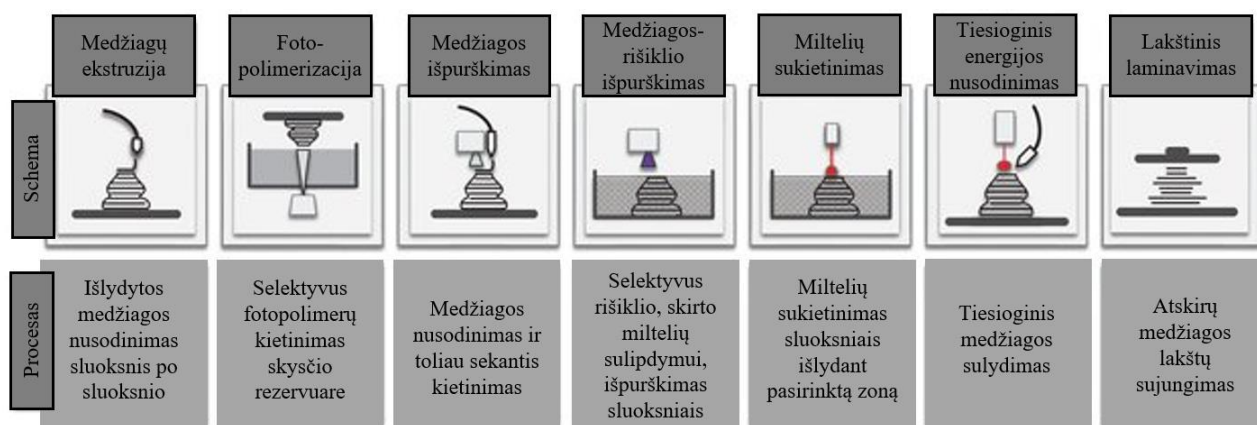 Medžiagų
ekstruzija
Foto-
polimerizacija
Medžiagos
išpurškimas
Medžiagos-
rišiklio
išpurškimas
Miltelių
sukietinimas
Tiesioginis
energijos
nusodinimas
Lakštinis
laminavimas
Schema
Procesas
Išlydytos
medžiagos
nusodinimas
sluoksnis po
sluoksnio
Selektyvus
fotopolimerų
kietinimas
skysčio
rezervuare
Medžiagos
nusodinimas ir
toliau sekantis
kietinimas
Selektyvus
rišiklio, skirto
miltelių
sulipdymui,
išpurškimas
sluoksniais
Miltelių
sukietinimas
sluoksniais
išlydant
pasirinktą zoną
Tiesioginis
medžiagos
sulydimas
Atskirų
medžiagos
lakštų
sujungimas